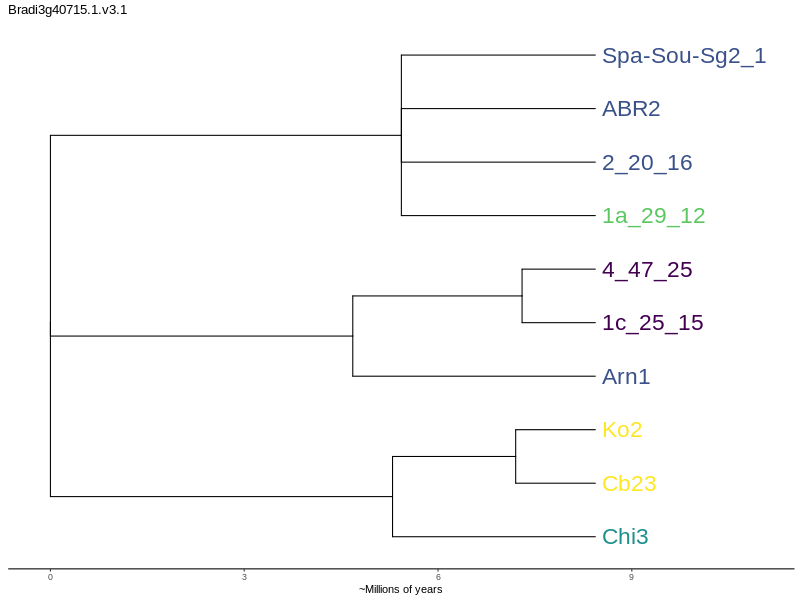 Bradi3g40715.1.v3.1
Spa-Sou-Sg2_1
ABR2
2_20_16
1a_29_12
4_47_25
1c_25_15
Arn1
Ko2
Cb23
Chi3
0 3 6 9
~Millions of years